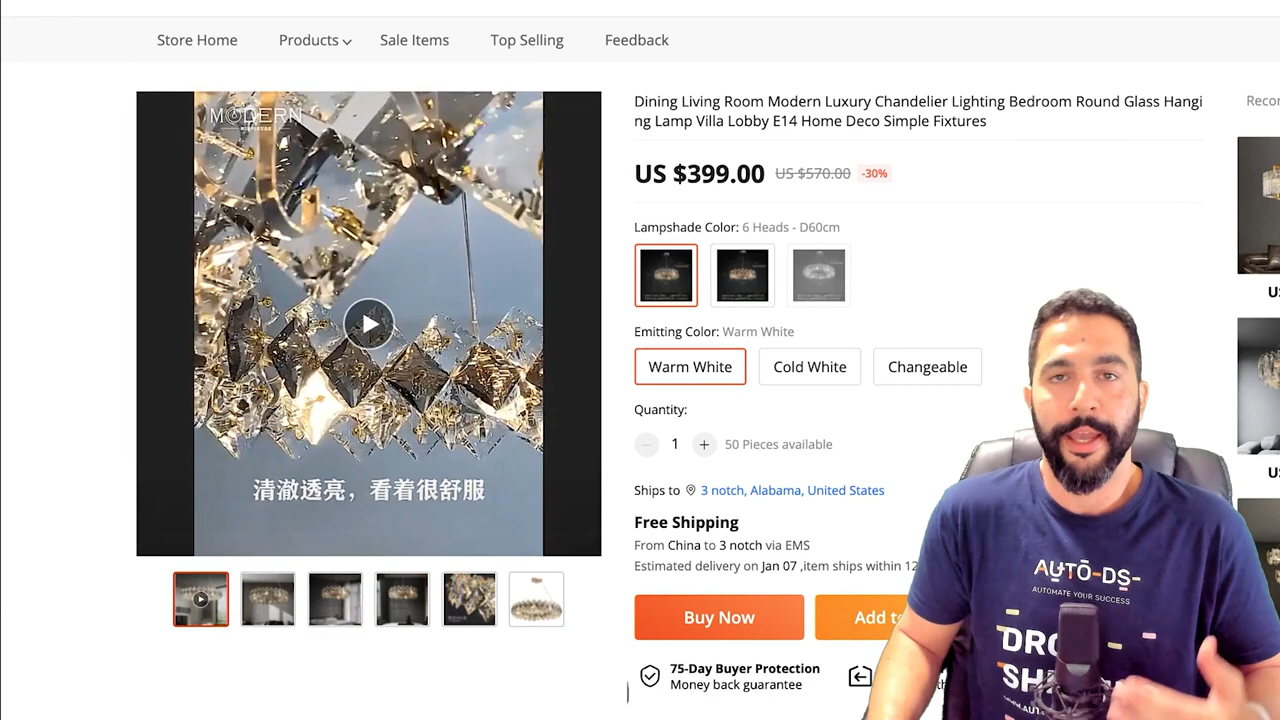 Store Home
Products
Sale Items
Top Selling
Feedback
MODERN
Dining Living Room Modern Luxury Chandelier Lighting Bedroom Round Glass Hangi
ng Lamp Villa Lobby E14 Home Deco Simple Fixtures
Recor
US $399.00 US $570.00 -30%
Lampshade Color: 6 Heads - D60cm
Emitting Color: Warm White
Warm White
Cold White
Changeable
Quantity:
1
50 Pieces available
清澈透亮，看着很舒服
Ships to 3 notch, Alabama, United States
Free Shipping
From China to 3 notch via EMS
Estimated delivery on Jan 07 ,item ships within 12
Buy Now
Add to
75-Day Buyer Protection
Money back guarantee
AUTO-DS-
AUTOMATE YOUR SUCCESS